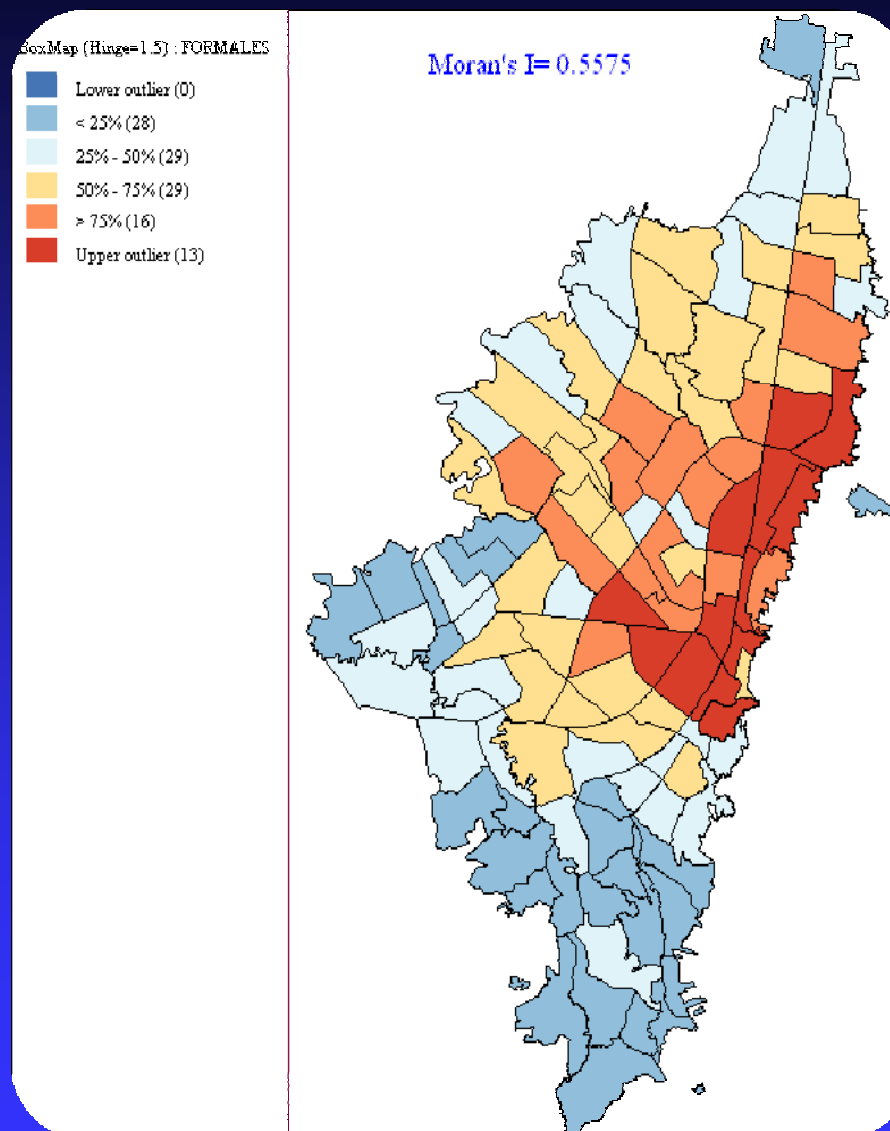 BoxMap (Hinge=1.5) : FORMALES
Lower outlier (0)
< 25% (28)
25% - 50% (29)
50% - 75% (29)
> 75% (16)
Upper outlier (13)
Moran's I= 0.5575